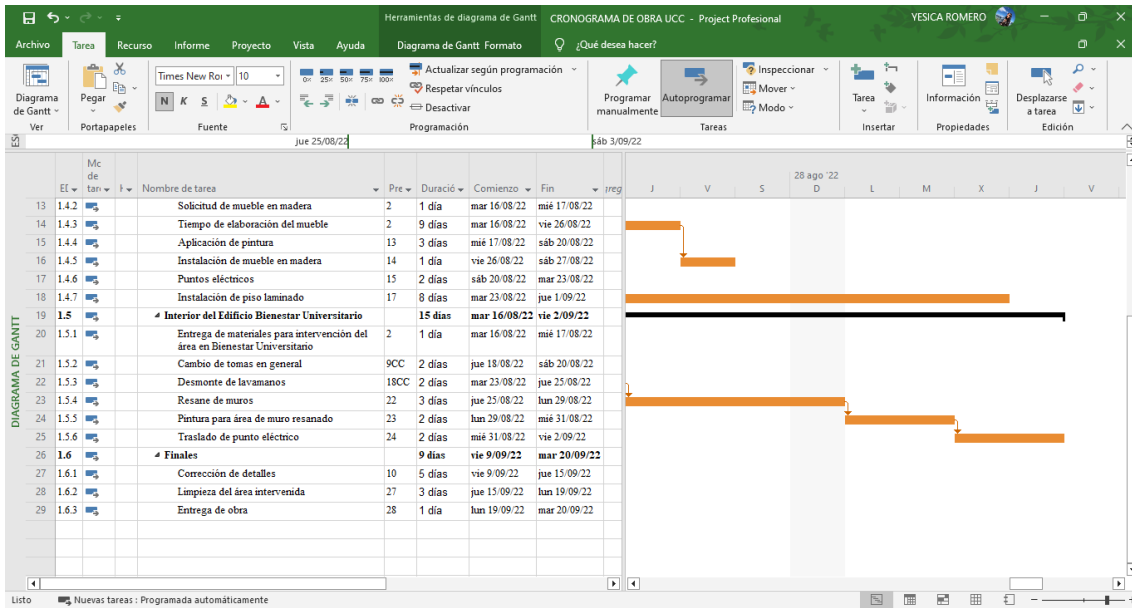 Herramientas de diagrama de Gantt CRONOGRAMA DE OBRA UCC - Project Profesional YESICA ROMERO
Archivo Tarea Recurso Informe Proyecto Vista Ayuda Diagrama de Gantt Formato ¿Qué desea hacer?
Diagrama de Gantt
Ver
Pegar
Portapapeles
Times New Ror 10
N K S A
Fuente
0× 25× 50× 75× 100×
Actualizar según programación
Respetar vínculos
Desactivar
Programación
Programar manualmente
Autoprogramar
Inspeccionar
Mover
Modo
Tareas
Tarea
Insertar
Información
Propiedades
Desplazarse a tarea
Edición
jue 25/08/22 sáb 3/09/22
Mc de tar Nombre de tarea Pre Duració Comienzo Fin
28 ago '22
J V S D L M X J V
13 1.4.2 Solicitud de mueble en madera 2 1 día mar 16/08/22 mié 17/08/22
14 1.4.3 Tiempo de elaboración del mueble 2 9 días mar 16/08/22 vie 26/08/22
15 1.4.4 Aplicación de pintura 13 3 días mié 17/08/22 sáb 20/08/22
16 1.4.5 Instalación de mueble en madera 14 1 día vie 26/08/22 sáb 27/08/22
17 1.4.6 Puntos eléctricos 15 2 días sáb 20/08/22 mar 23/08/22
18 1.4.7 Instalación de piso laminado 17 8 días mar 23/08/22 jue 1/09/22
19 1.5 Interior del Edificio Bienestar Universitario 15 días mar 16/08/22 vie 2/09/22
20 1.5.1 Entrega de materiales para intervención del 2 1 día mar 16/08/22 mié 17/08/22
área en Bienestar Universitario
21 1.5.2 Cambio de tomas en general 9CC 2 días jue 18/08/22 sáb 20/08/22
22 1.5.3 Desmonte de lavamanos 18CC 2 días mar 23/08/22 jue 25/08/22
23 1.5.4 Resane de muros 22 3 días jue 25/08/22 lun 29/08/22
24 1.5.5 Pintura para área de muro resanado 23 2 días lun 29/08/22 mié 31/08/22
25 1.5.6 Traslado de punto eléctrico 24 2 días mié 31/08/22 vie 2/09/22
26 1.6 Finales 9 días vie 9/09/22 mar 20/09/22
27 1.6.1 Corrección de detalles 10 5 días vie 9/09/22 jue 15/09/22
28 1.6.2 Limpieza del área intervenida 27 3 días jue 15/09/22 lun 19/09/22
29 1.6.3 Entrega de obra 28 1 día lun 19/09/22 mar 20/09/22
DIAGRAMA DE GANTT
Listo Nuevas tareas : Programada automáticamente